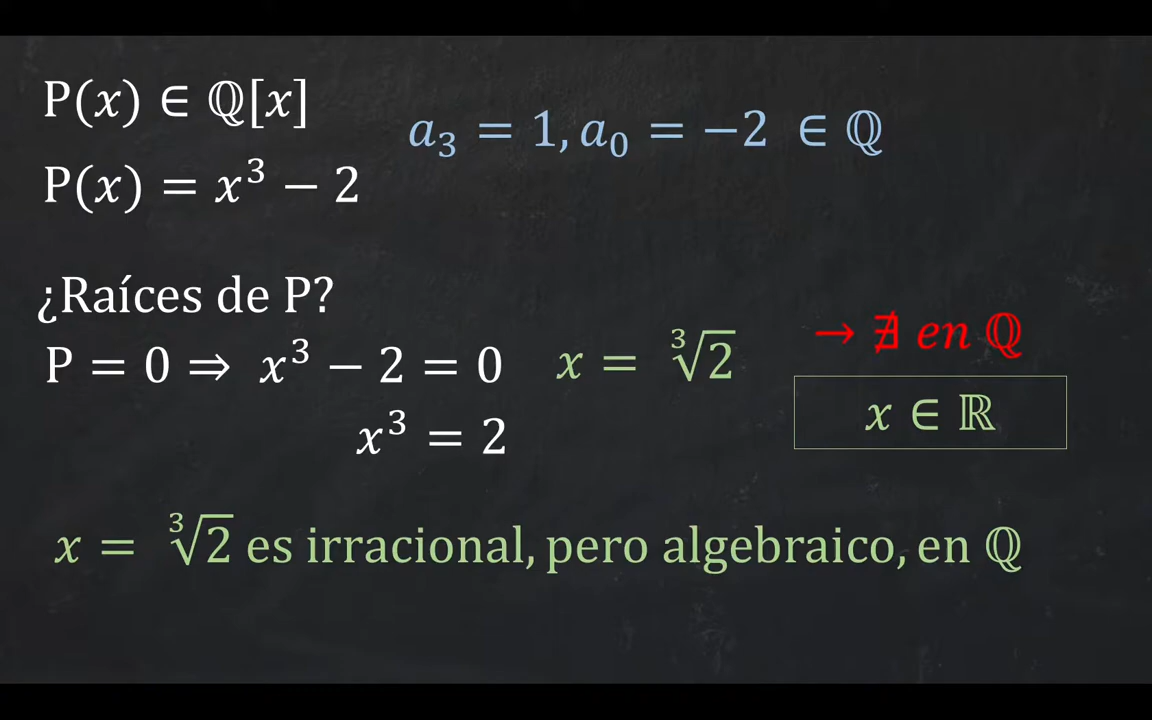 P(x) ∈ ℚ[x]
a₃ = 1, a₀ = −2 ∈ ℚ
P(x) = x³ − 2
¿Raíces de P?
P = 0 ⇒ x³ − 2 = 0
x = ∛2
→ ∄ en ℚ
x ∈ ℝ
x³ = 2
x = ∛2 es irracional, pero algebraico, en ℚ